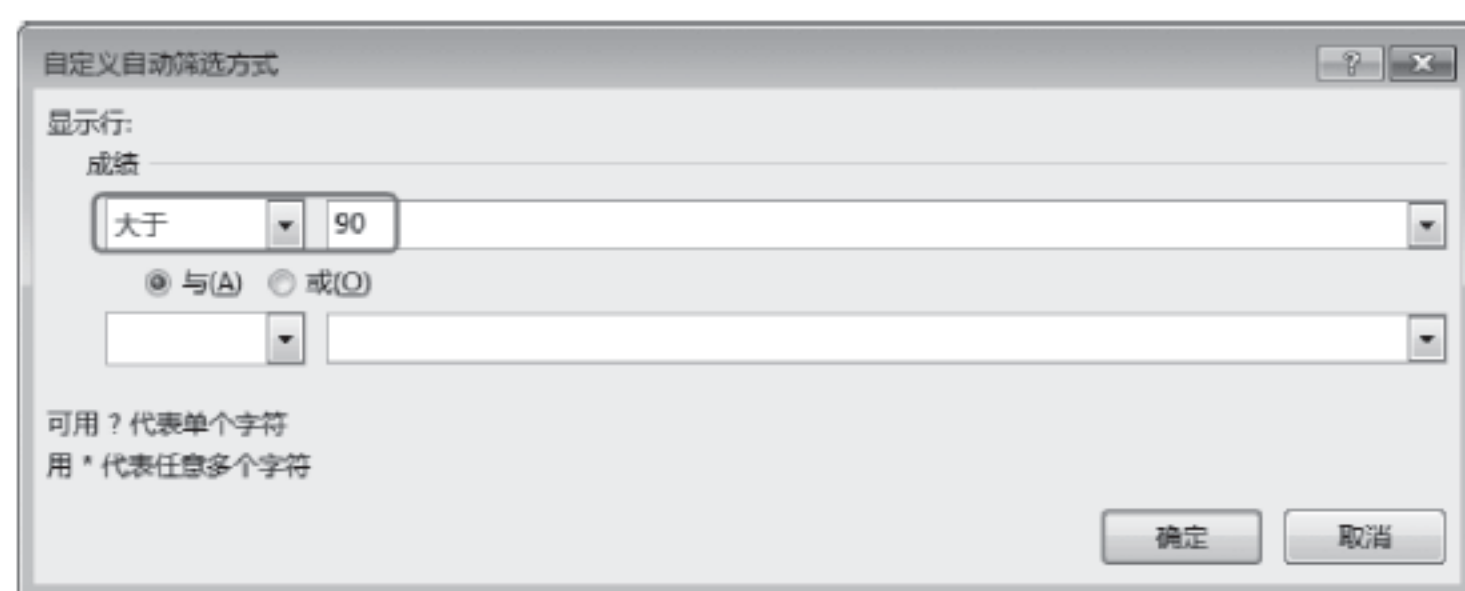 自定义自动筛选方式
显示行:
成绩
大于 90
与(A) 或(O)
可用 ? 代表单个字符
用 * 代表任意多个字符
确定 取消